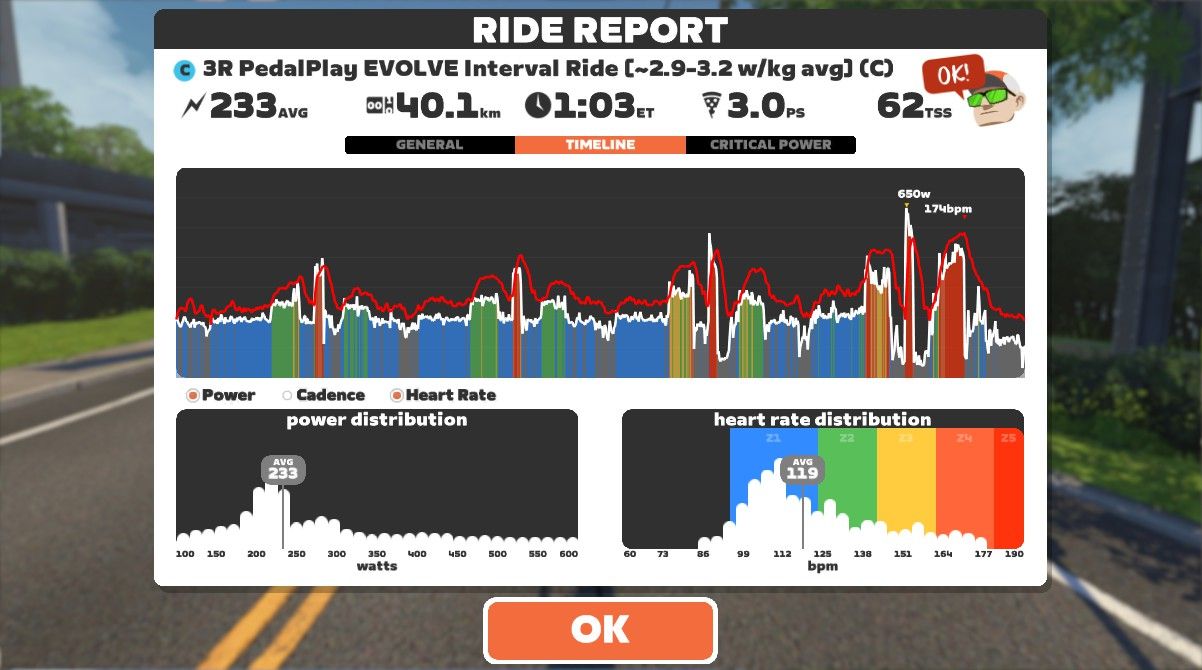 RIDE REPORT
C 3R PedalPlay EVOLVE Interval Ride [~2.9-3.2 w/kg avg] (C)
OK!
233AVG 40.1km 1:03ET 3.0PS 62TSS
GENERAL TIMELINE CRITICAL POWER
650w
174bpm
Power Cadence Heart Rate
power distribution
AVG
233
100 150 200 250 300 350 400 450 500 550 600
watts
heart rate distribution
Z1 Z2 Z3 Z4 Z5
AVG
119
60 73 86 99 112 125 138 151 164 177 190
bpm
OK